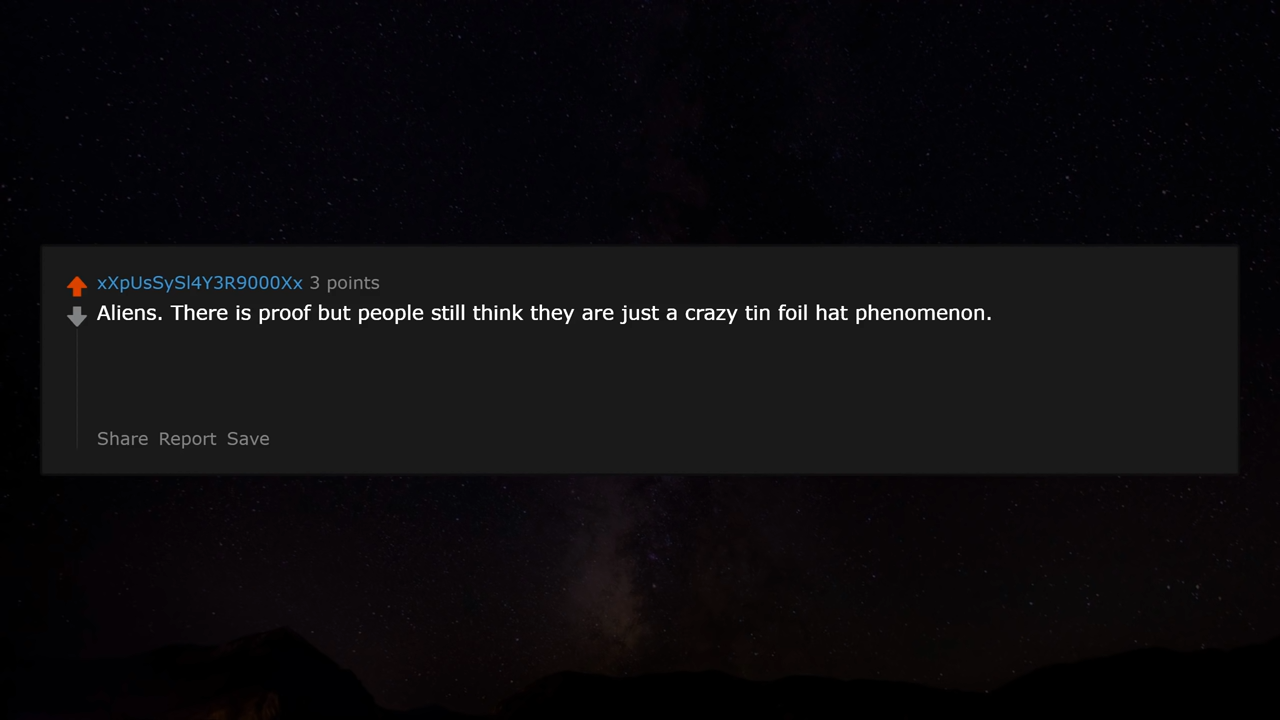 xXpUsSySl4Y3R9000Xx 3 points
Aliens. There is proof but people still think they are just a crazy tin foil hat phenomenon.
Share Report Save